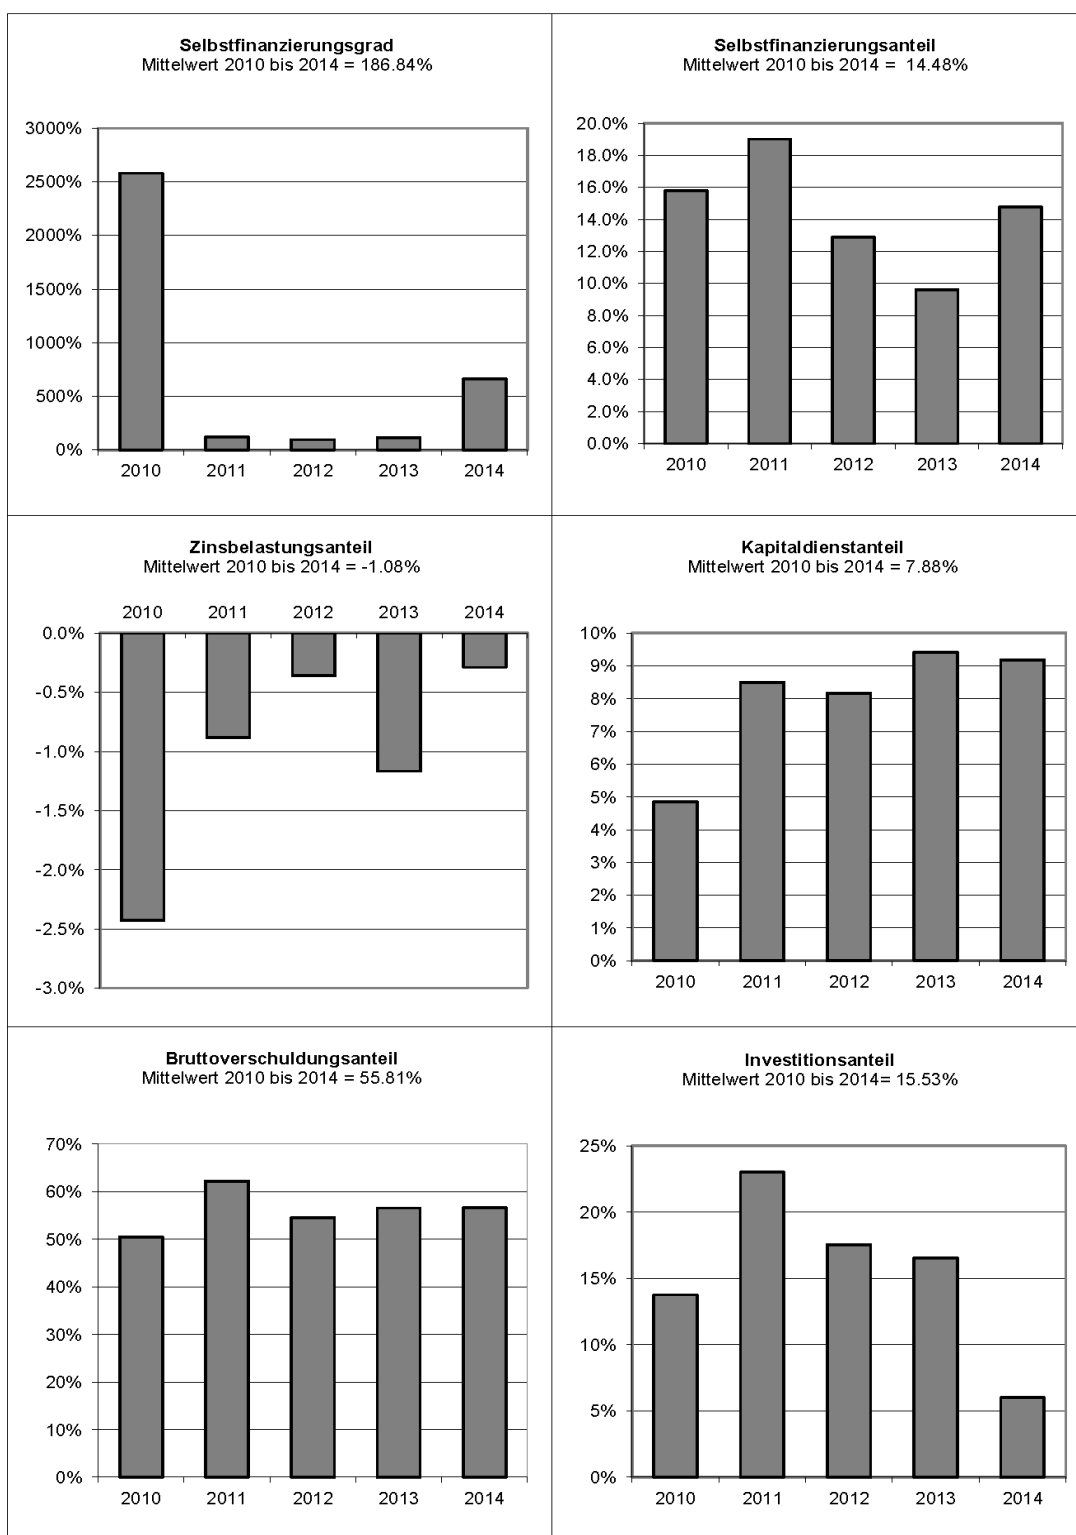 Selbstfinanzierungsgrad
Mittelwert 2010 bis 2014 = 186.84%
3000%
2500%
2000%
1500%
1000%
500%
0%
2010 2011 2012 2013 2014
Selbstfinanzierungsanteil
Mittelwert 2010 bis 2014 = 14.48%
20.0%
18.0%
16.0%
14.0%
12.0%
10.0%
8.0%
6.0%
4.0%
2.0%
0.0%
2010 2011 2012 2013 2014
Zinsbelastungsanteil
Mittelwert 2010 bis 2014 = -1.08%
2010 2011 2012 2013 2014
0.0%
-0.5%
-1.0%
-1.5%
-2.0%
-2.5%
-3.0%
Kapitaldienstanteil
Mittelwert 2010 bis 2014 = 7.88%
10%
9%
8%
7%
6%
5%
4%
3%
2%
1%
0%
2010 2011 2012 2013 2014
Bruttoverschuldungsanteil
Mittelwert 2010 bis 2014 = 55.81%
70%
60%
50%
40%
30%
20%
10%
0%
2010 2011 2012 2013 2014
Investitionsanteil
Mittelwert 2010 bis 2014= 15.53%
25%
20%
15%
10%
5%
0%
2010 2011 2012 2013 2014